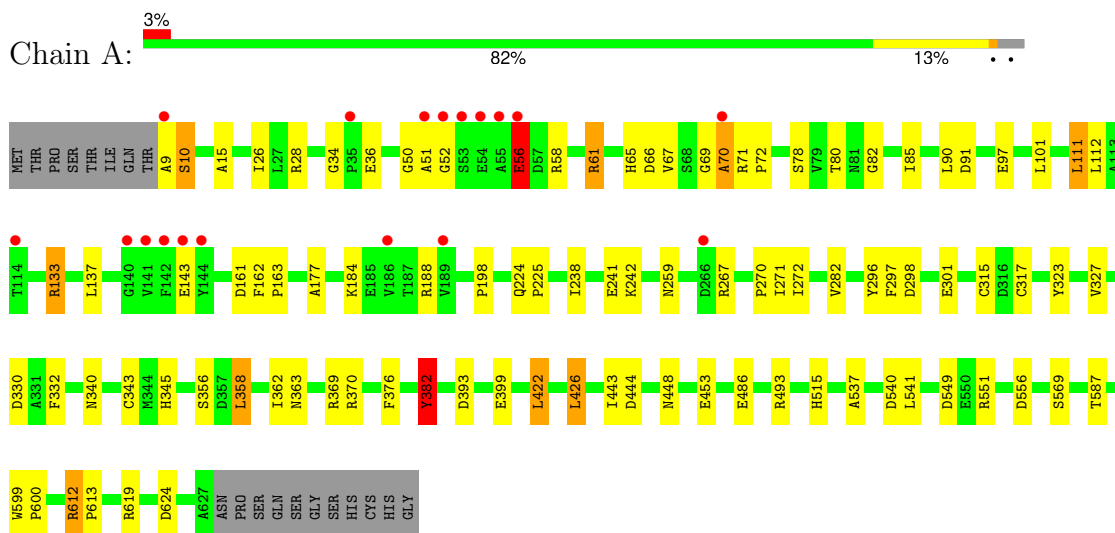 3%
Chain A:
82% 13% • •
MET THR PRO SER THR ILE GLN THR A9 S10 A15 I26 L27 R28 G34 P35 E36 G50 A51 G52 S53 E54 A55 E56 D57 R58 R61 H65 D66 V67 S68 G69 A70 R71 P72 S78 V79 T80 N81 G82 I85 L90 D91 E97 L101 L111 L112 A113
T114 R133 L137 G140 V141 F142 E143 Y144 D161 F162 P163 A177 K184 E185 V186 T187 R188 V189 P198 Q224 P225 I238 E241 K242 N259 D266 R267 P270 I271 I272 V282 Y296 F297 D298 E301 C315 D316 C317 Y323 V327
D330 A331 F332 N340 C343 M344 H345 S356 D357 L358 I362 N363 R369 R370 F376 Y382 D393 E399 L422 L426 I443 D444 N448 E453 E486 R493 H515 A537 D540 L541 D549 E550 R551 D556 S569 T587
W599 P600 R612 P613 R619 D624 A627 ASN PRO SER GLN SER GLY SER HIS CYS HIS GLY